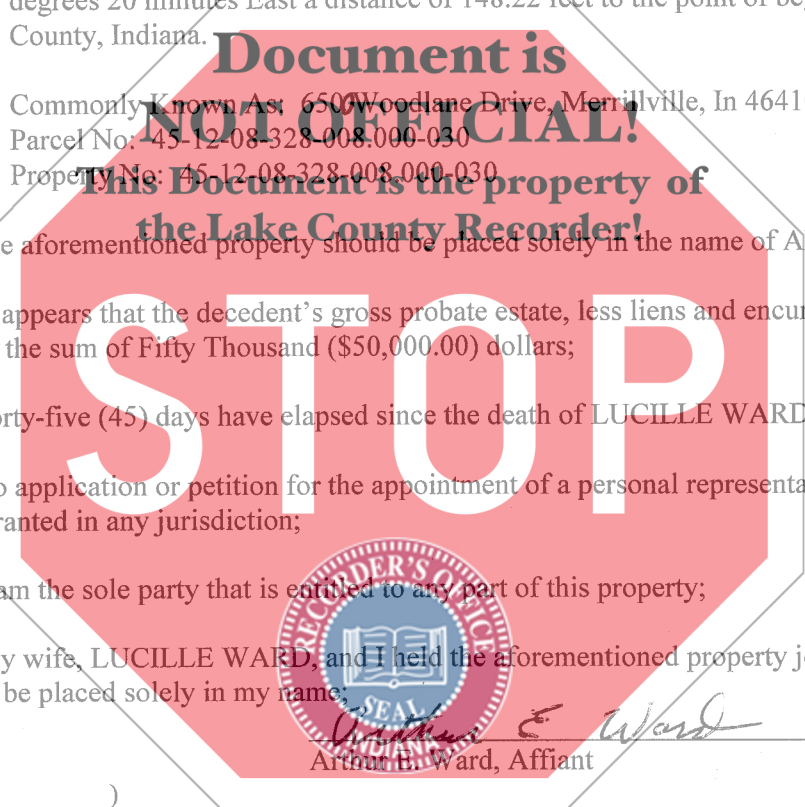 degrees 20 minutes East a distance of 148.22 feet to the point of beg
County, Indiana.
Document is
Commonly Known As: 6500 Woodlane Drive, Merrillville, In 4641
NOT OFFICIAL!
Parcel No: 45-12-08-328-008.000-030
Property No: 45-12-08-328-008.000-030
This Document is the property of
the Lake County Recorder!
e aforementioned property should be placed solely in the name of A
STOP
appears that the decedent's gross probate estate, less liens and encu
the sum of Fifty Thousand ($50,000.00) dollars;
orty-five (45) days have elapsed since the death of LUCILLE WARD
o application or petition for the appointment of a personal representa
ranted in any jurisdiction;
am the sole party that is entitled to any part of this property;
y wife, LUCILLE WARD, and I held the aforementioned property j
be placed solely in my name;
RECORDER'S OFFICE
SEAL
INDIANA
Arthur E. Ward
Arthur E. Ward, Affiant
)